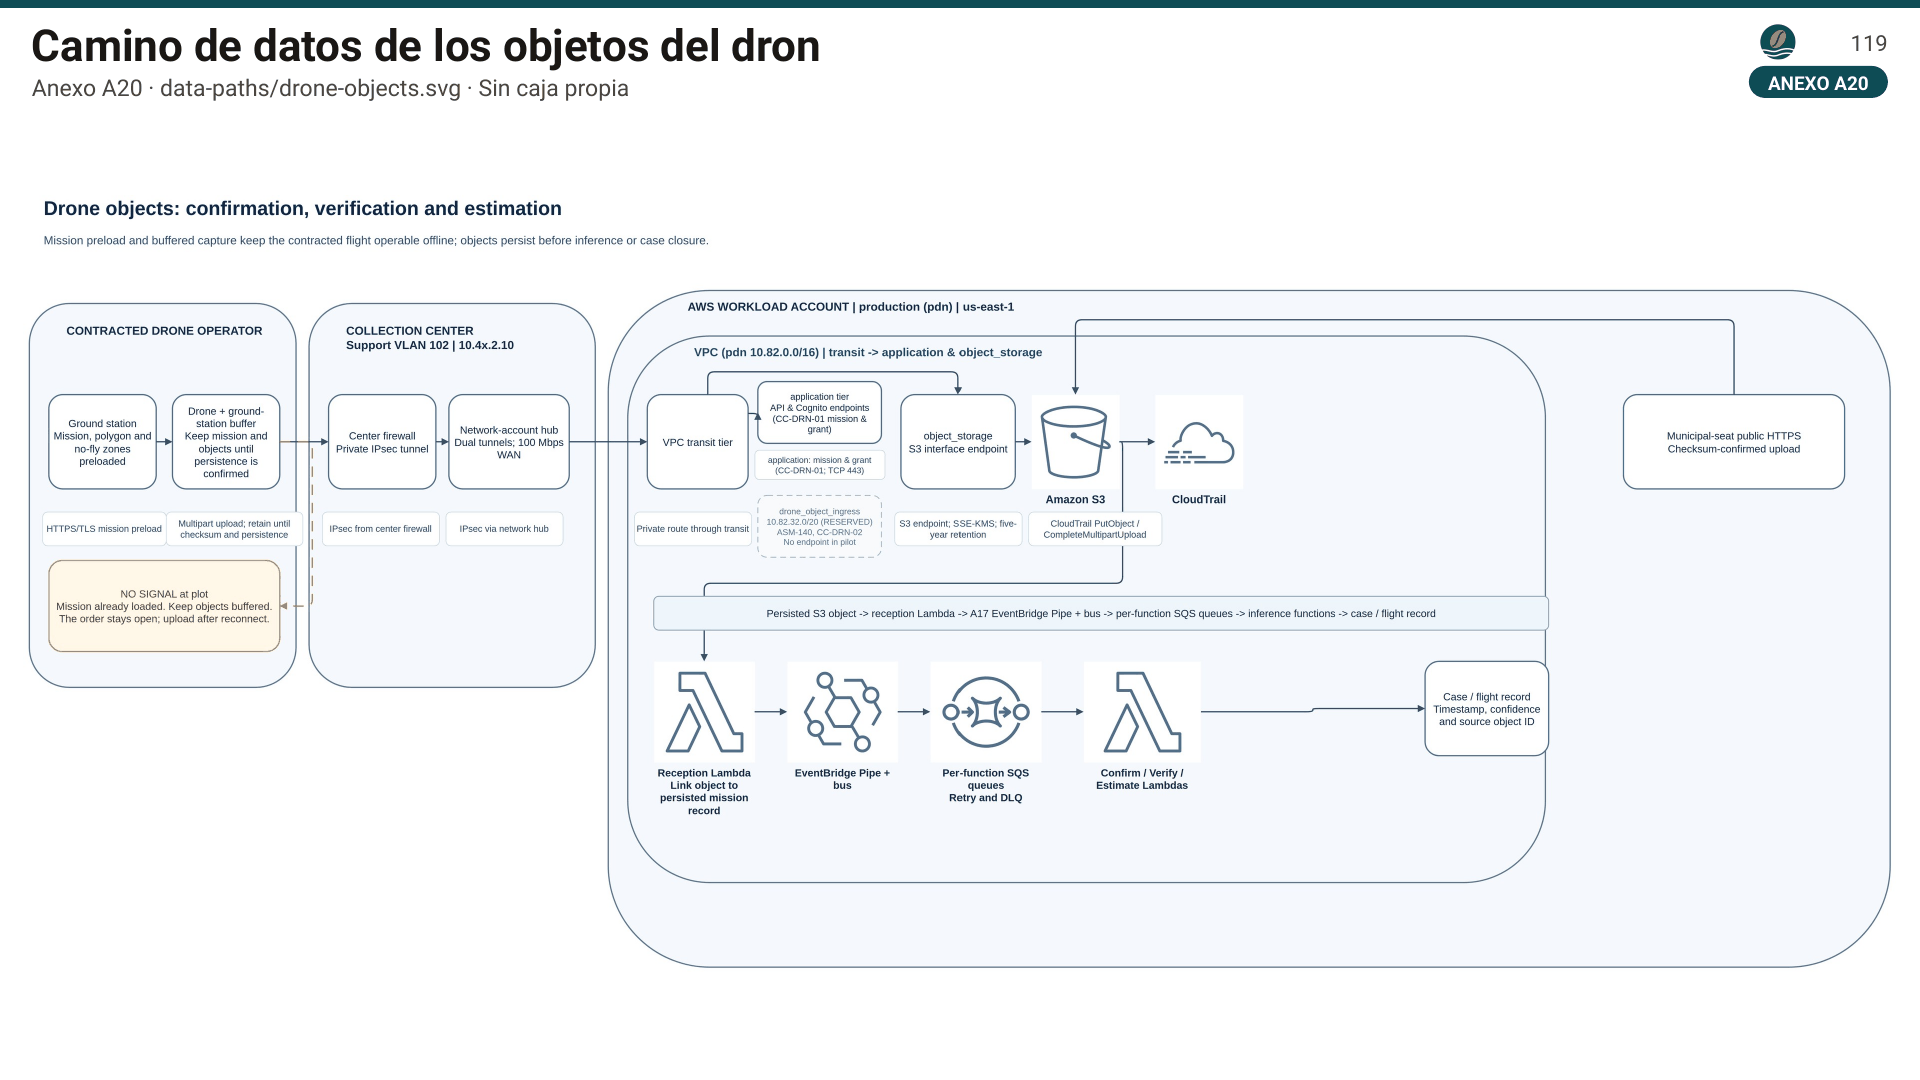 Camino de datos de los objetos del dron
Anexo A20 · data-paths/drone-objects.svg · Sin caja propia
119
ANEXO A20
Drone objects: confirmation, verification and estimation
Mission preload and buffered capture keep the contracted flight operable offline; objects persist before inference or case closure.
CONTRACTED DRONE OPERATOR
Ground station
Mission, polygon and
no-fly zones
preloaded
Drone + ground-
station buffer
Keep mission and
objects until
persistence is
confirmed
HTTPS/TLS mission preload
Multipart upload; retain until
checksum and persistence
NO SIGNAL at plot
Mission already loaded. Keep objects buffered.
The order stays open; upload after reconnect.
COLLECTION CENTER
Support VLAN 102 | 10.4x.2.10
Center firewall
Private IPsec tunnel
Network-account hub
Dual tunnels; 100 Mbps
WAN
IPsec from center firewall
IPsec via network hub
AWS WORKLOAD ACCOUNT | production (pdn) | us-east-1
VPC (pdn 10.82.0.0/16) | transit -> application & object_storage
VPC transit tier
application tier
API & Cognito endpoints
(CC-DRN-01 mission &
grant)
application: mission & grant
(CC-DRN-01; TCP 443)
object_storage
S3 interface endpoint
Amazon S3
CloudTrail
Municipal-seat public HTTPS
Checksum-confirmed upload
Private route through transit
drone_object_ingress
10.82.32.0/20 (RESERVED)
ASM-140, CC-DRN-02
No endpoint in pilot
S3 endpoint; SSE-KMS; five-
year retention
CloudTrail PutObject /
CompleteMultipartUpload
Persisted S3 object -> reception Lambda -> A17 EventBridge Pipe + bus -> per-function SQS queues -> inference functions -> case / flight record
Reception Lambda
Link object to
persisted mission
record
EventBridge Pipe +
bus
Per-function SQS
queues
Retry and DLQ
Confirm / Verify /
Estimate Lambdas
Case / flight record
Timestamp, confidence
and source object ID